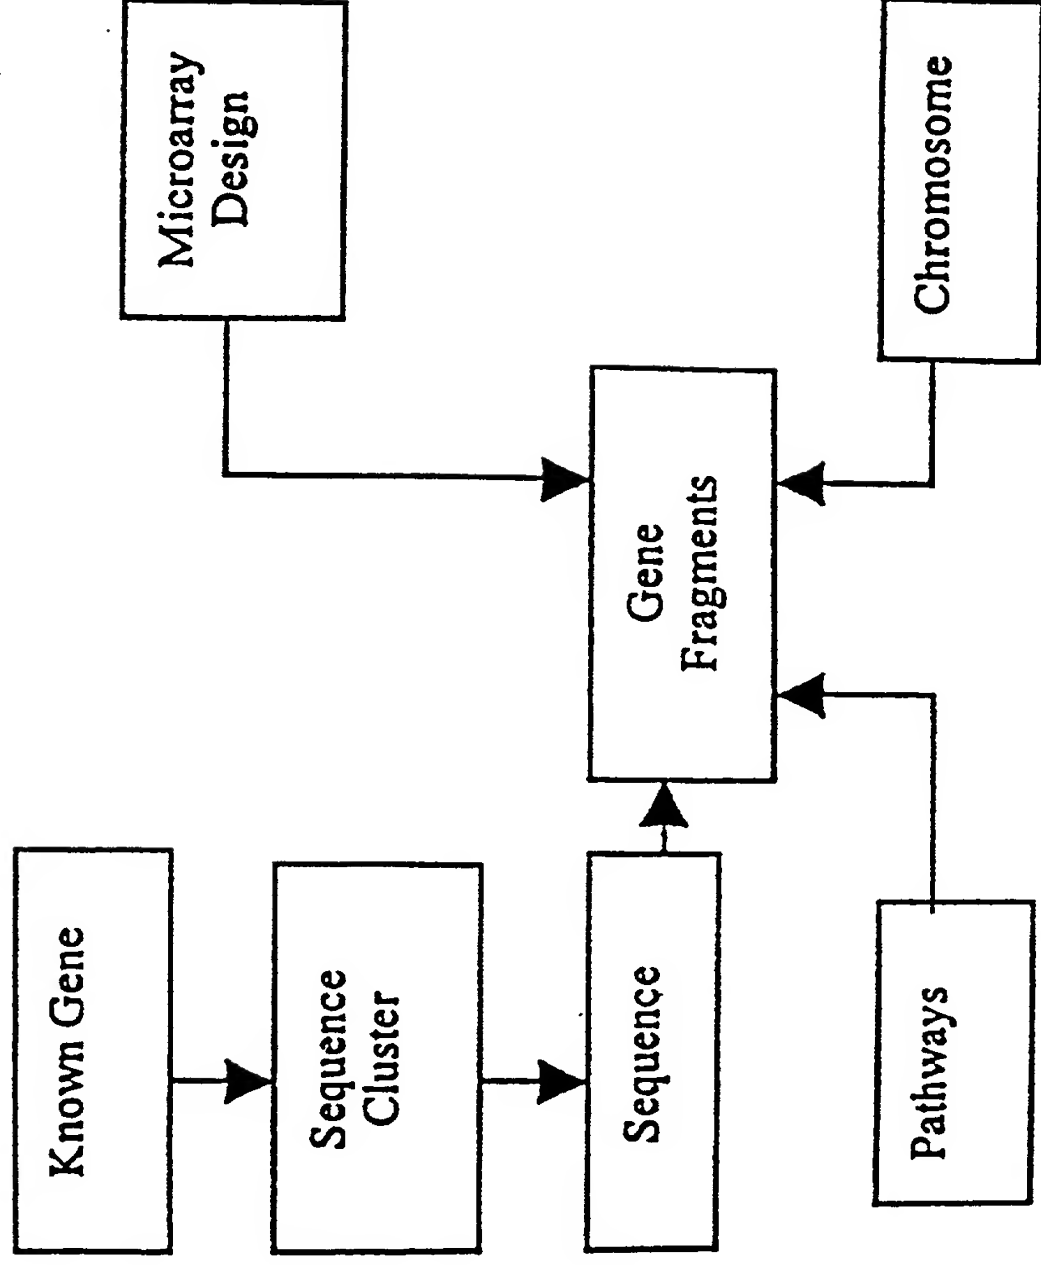 Known Gene
Sequence
Cluster
Sequence
Pathways
Gene
Fragments
Microarray
Design
Chromosome